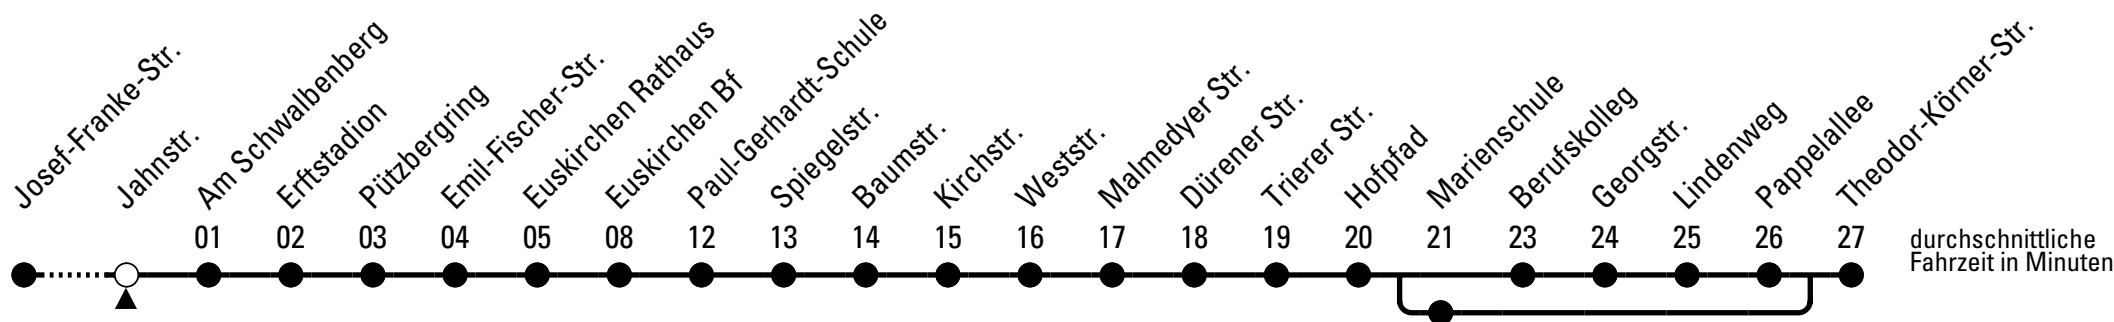 Josef-Franke-Str.
Jahnstr.
Am Schwalbenberg
Erftstadion
Pützbergring
Emil-Fischer-Str.
Euskirchen Rathaus
Euskirchen Bf
Paul-Gerhardt-Schule
Spiegelstr.
Baumstr.
Kirchstr.
Weststr.
Malmedyer Str.
Dürener Str.
Trierer Str.
Hofpfad
Marienschule
Berufskolleg
Georgstr.
Lindenweg
Pappelallee
Theodor-Körner-Str.
01 02 03 04 05 08 12 13 14 15 16 17 18 19 20 21 23 24 25 26 27
durchschnittliche
Fahrzeit in Minuten